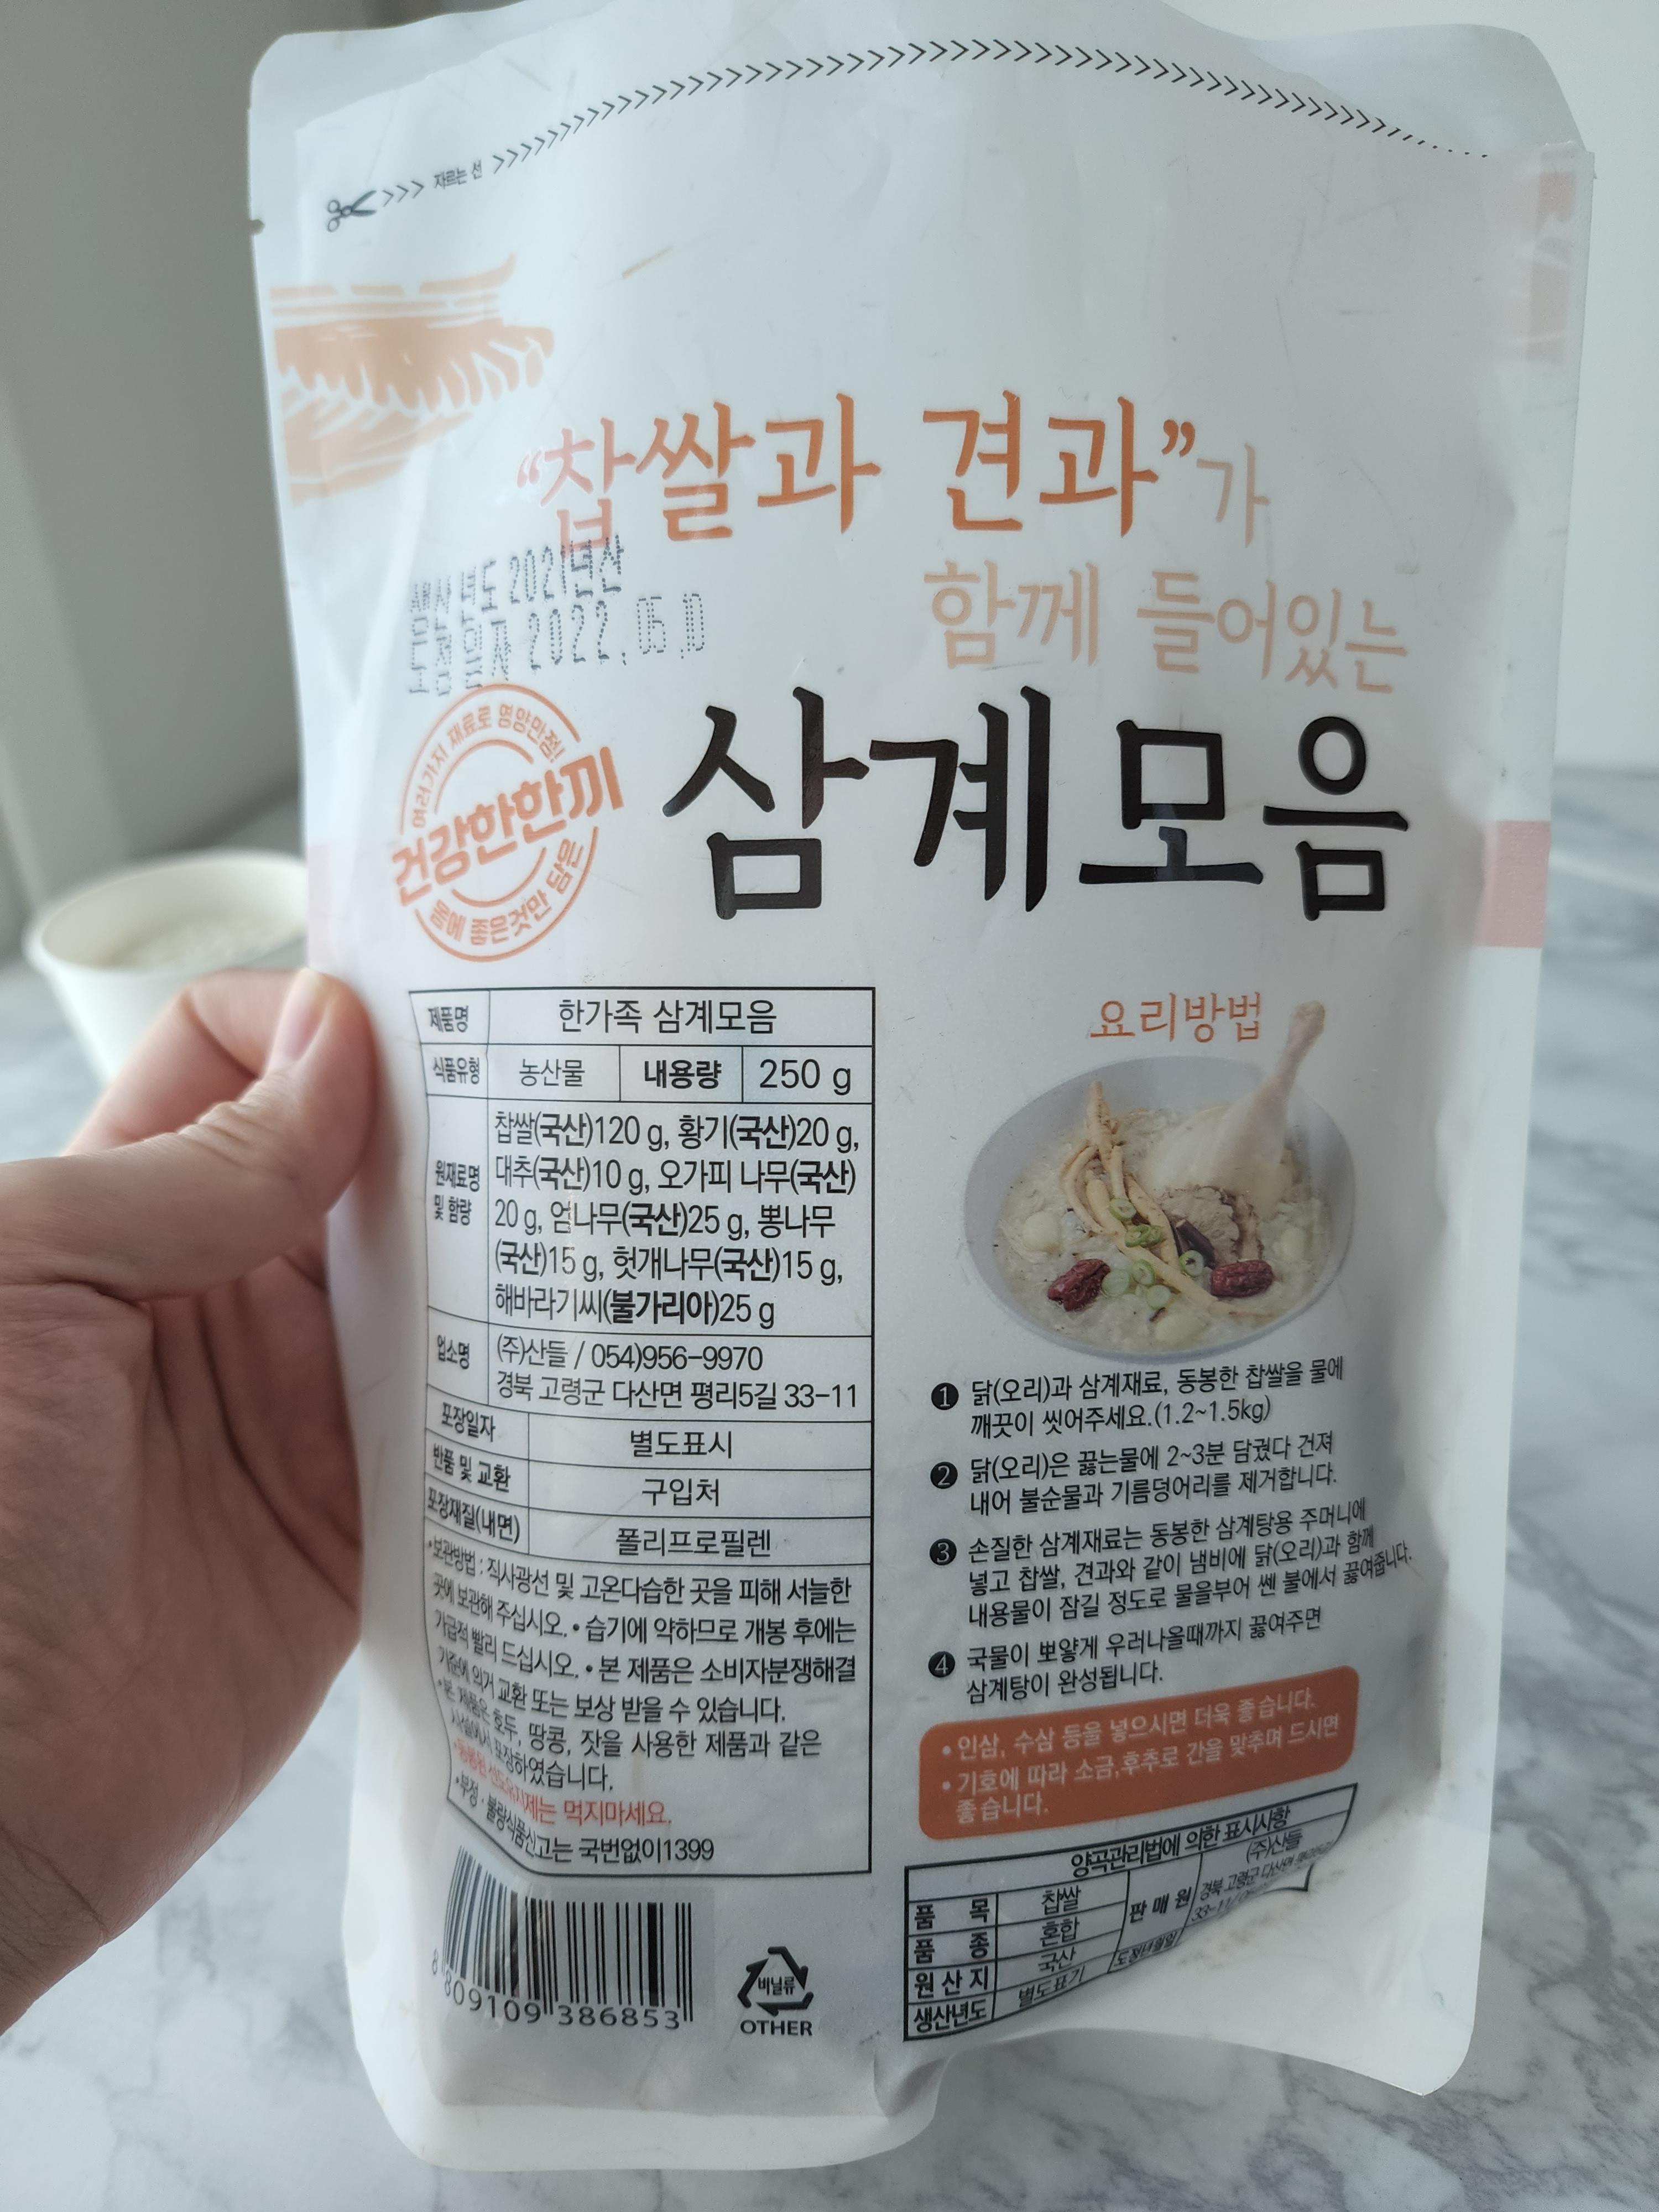 자르는 선
“찹쌀과 견과”가
함께 들어있는
삼계모음
생산년도 2021년산
도정일자 2022.05.10
여러가지 재료로 영양만점!
건강한한끼
몸에 좋은것만 담은
제품명 한가족 삼계모음
식품유형 농산물 내용량 250 g
원재료명 및 함량
찹쌀(국산)120 g, 황기(국산)20 g,
대추(국산)10 g, 오가피 나무(국산)
20 g, 엄나무(국산)25 g, 뽕나무
(국산)15 g, 헛개나무(국산)15 g,
해바라기씨(불가리아)25 g
업소명 (주)산들 / 054)956-9970
경북 고령군 다산면 평리5길 33-11
포장일자 별도표시
반품 및 교환 구입처
포장재질(내면) 폴리프로필렌
•보관방법 : 직사광선 및 고온다습한 곳을 피해 서늘한
곳에 보관해 주십시오. • 습기에 약하므로 개봉 후에는
가급적 빨리 드십시오. • 본 제품은 소비자분쟁해결
기준에 의거 교환 또는 보상 받을 수 있습니다.
•본 제품은 호두, 땅콩, 잣을 사용한 제품과 같은
시설에서 포장하였습니다.
•동봉된 선도유지제는 먹지마세요.
•부정·불량식품신고는 국번없이1399
8 809109 386853
비닐류
OTHER
요리방법
❶ 닭(오리)과 삼계재료, 동봉한 찹쌀을 물에
깨끗이 씻어주세요.(1.2~1.5kg)
❷ 닭(오리)은 끓는물에 2~3분 담궜다 건져
내어 불순물과 기름덩어리를 제거합니다.
❸ 손질한 삼계재료는 동봉한 삼계탕용 주머니에
넣고 찹쌀, 견과와 같이 냄비에 닭(오리)과 함께
내용물이 잠길 정도로 물을부어 쎈 불에서 끓여줍니다.
❹ 국물이 뽀얗게 우러나올때까지 끓여주면
삼계탕이 완성됩니다.
• 인삼, 수삼 등을 넣으시면 더욱 좋습니다.
• 기호에 따라 소금,후추로 간을 맞추며 드시면
좋습니다.
양곡관리법에 의한 표시사항
품 목 찹쌀 판매원 (주)산들
품 종 혼합 경북 고령군 다산면
원산지 국산 33-11
생산년도 별도표기 도정년월일